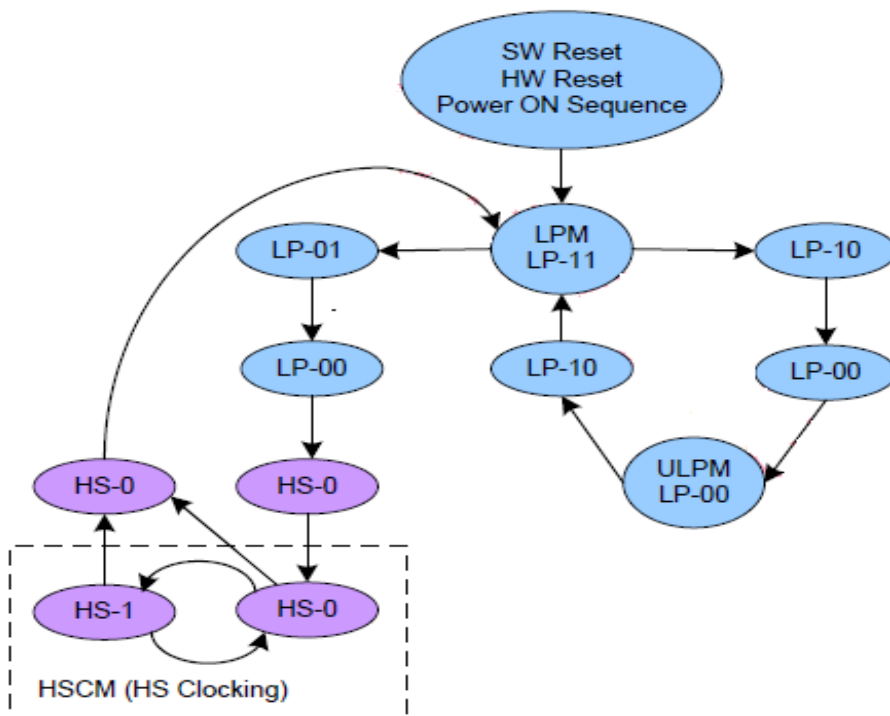 SW Reset
HW Reset
Power ON Sequence
LPM
LP-11
LP-01
LP-10
LP-00
LP-10
LP-00
ULPM
LP-00
HS-0
HS-0
HS-1
HS-0
HSCM (HS Clocking)